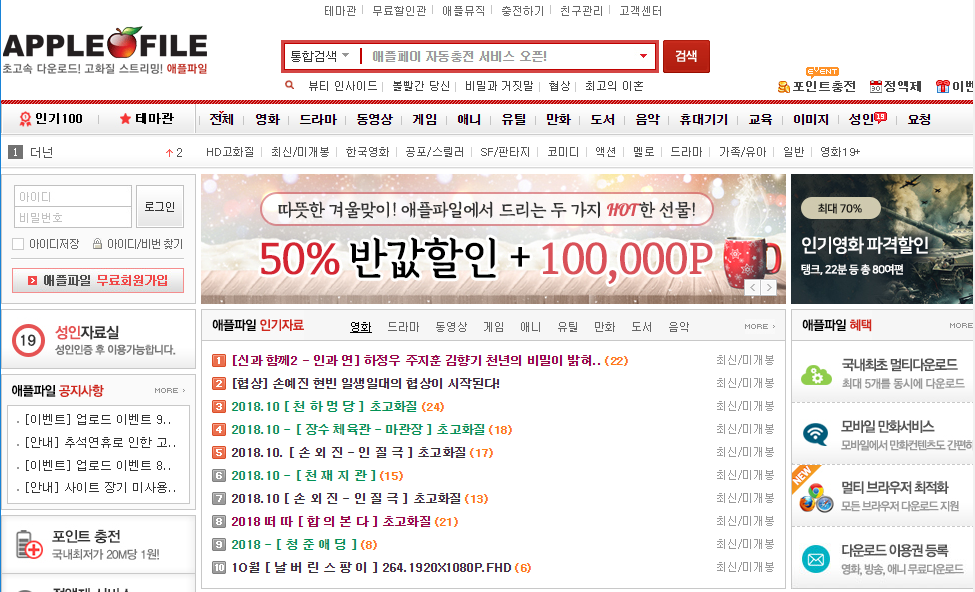 테마관 무료할인관 애플뮤직 충전하기 친구관리 고객센터
APPLE FILE
초고속 다운로드! 고화질 스트리밍! 애플파일
통합검색 애플페이 자동충전 서비스 오픈! 검색
뷰티 인사이드 볼빨간 당신 비밀과 거짓말 협상 최고의 이혼
EVENT
포인트충전 정액제 이벤
인기100 테마관 전체 영화 드라마 동영상 게임 애니 유틸 만화 도서 음악 휴대기기 교육 이미지 성인 19 요청
1 더넌 2 HD고화질 최신/미개봉 한국영화 공포/스릴러 SF/판타지 코미디 액션 멜로 드라마 가족/유아 일반 영화19+
아이디
비밀번호
로그인
아이디저장 아이디/비번 찾기
애플파일 무료회원가입
따뜻한 겨울맞이! 애플파일에서 드리는 두 가지 HOT한 선물!
50% 반값할인 + 100,000P
최대 70%
인기영화 파격할인
탱크, 22분 등 총 80여편
19 성인자료실
성인인증 후 이용가능합니다.
애플파일 공지사항 MORE
. [이벤트] 업로드 이벤트 9..
. [안내] 추석연휴로 인한 고..
. [이벤트] 업로드 이벤트 8..
. [안내] 사이트 장기 미사용..
포인트 충전
국내최저가 20M당 1원!
애플파일 인기자료 영화 드라마 동영상 게임 애니 유틸 만화 도서 음악 MORE
1 [신과 함께2 - 인과 연] 하정우 주지훈 김향기 천년의 비밀이 밝혀.. (22) 최신/미개봉
2 [협상] 손예진 현빈 일생일대의 협상이 시작된다! 최신/미개봉
3 2018.10 [ 천 하 명 당 ] 초고화질 (24) 최신/미개봉
4 2018.10 - [ 장수 체육관 - 마관장 ] 초고화질 (18) 최신/미개봉
5 2018.10. [ 손 외 진 - 인 질 극 ] 초고화질 (17) 최신/미개봉
6 2018.10 - [ 천 재 지 관 ] (15) 최신/미개봉
7 2018.10 [ 손 외 진 - 인 질 극 ] 초고화질 (13) 최신/미개봉
8 2018 떠 따 [ 합 의 본 다 ] 초고화질 (21) 최신/미개봉
9 2018 - [ 청 춘 애 덩 ] (8) 최신/미개봉
10 10월 [ 날 버 린 스 팡 이 ] 264.1920X1080P.FHD (6) 최신/미개봉
애플파일 혜택 MORE
국내최초 멀티다운로드
최대 5개를 동시에 다운로드
모바일 만화서비스
모바일에서 만화컨텐츠도 간편하
NEW
멀티 브라우저 최적화
모든 브라우저 다운로드 지원
다운로드 이용권 등록
영화, 방송, 애니 무료다운로드